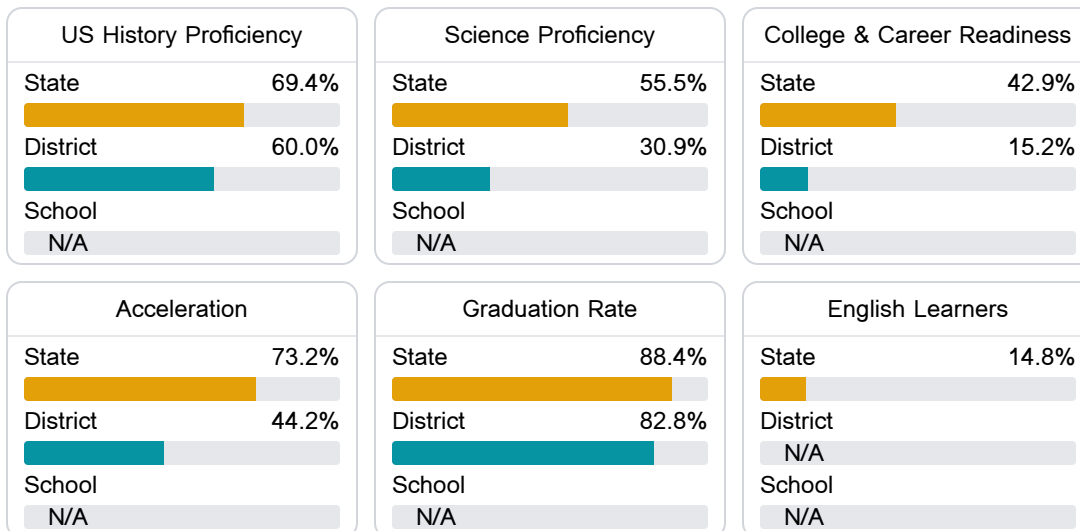 US History Proficiency
State 69.4%
District 60.0%
School
N/A
Science Proficiency
State 55.5%
District 30.9%
School
N/A
College & Career Readiness
State 42.9%
District 15.2%
School
N/A
Acceleration
State 73.2%
District 44.2%
School
N/A
Graduation Rate
State 88.4%
District 82.8%
School
N/A
English Learners
State 14.8%
District
N/A
School
N/A